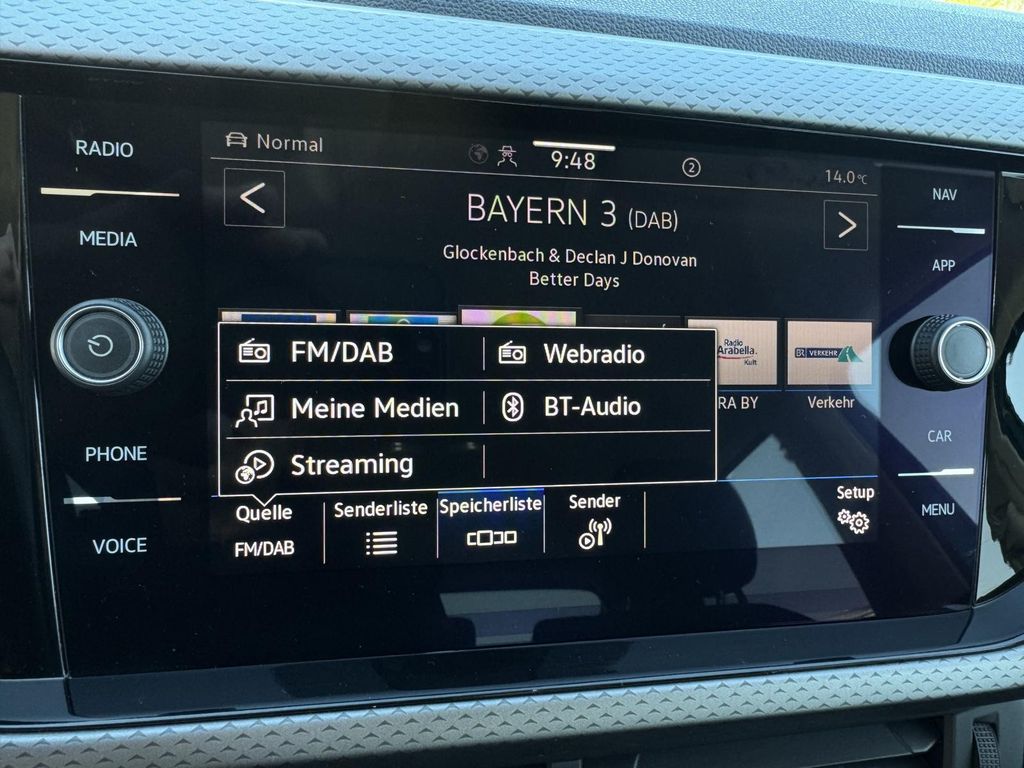 RADIO
MEDIA
PHONE
VOICE
Normal
9:48
2
14.0°C
BAYERN 3 (DAB)
Glockenbach & Declan J Donovan
Better Days
FM/DAB
Webradio
Meine Medien
BT-Audio
Streaming
Radio
Arabella.
Kult
BR VERKEHR
RA BY
Verkehr
Quelle
FM/DAB
Senderliste
Speicherliste
Sender
Setup
NAV
APP
CAR
MENU